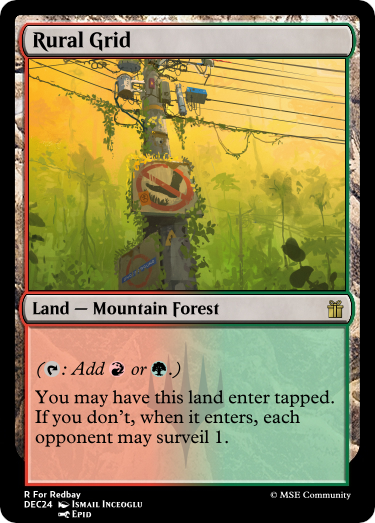 Rural Grid
Land — Mountain Forest
(T: Add R or G.)
You may have this land enter tapped.
If you don't, when it enters, each
opponent may surveil 1.
R For Redbay
DEC24 Ismail Inceoglu
Epid
© MSE Community